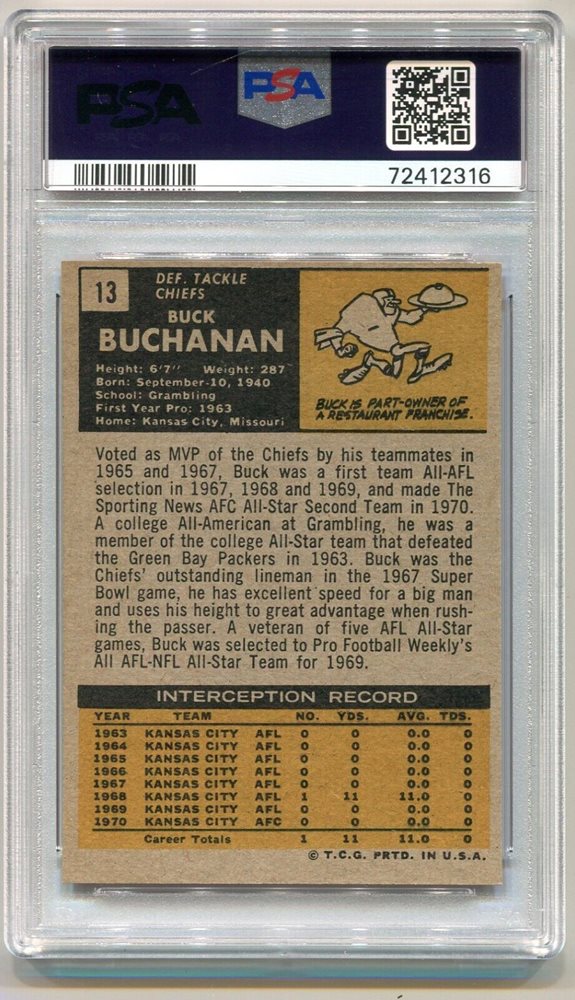 PSA
PSA
72412316
13
DEF. TACKLE
CHIEFS
BUCK
BUCHANAN
Height: 6'7" Weight: 287
Born: September-10, 1940
School: Grambling
First Year Pro: 1963
Home: Kansas City, Missouri
BUCK IS PART-OWNER OF
A RESTAURANT FRANCHISE.
Voted as MVP of the Chiefs by his teammates in
1965 and 1967, Buck was a first team All-AFL
selection in 1967, 1968 and 1969, and made The
Sporting News AFC All-Star Second Team in 1970.
A college All-American at Grambling, he was a
member of the college All-Star team that defeated
the Green Bay Packers in 1963. Buck was the
Chiefs' outstanding lineman in the 1967 Super
Bowl game, he has excellent speed for a big man
and uses his height to great advantage when rush-
ing the passer. A veteran of five AFL All-Star
games, Buck was selected to Pro Football Weekly's
All AFL-NFL All-Star Team for 1969.
INTERCEPTION RECORD
YEAR TEAM NO. YDS. AVG. TDS.
1963 KANSAS CITY AFL 0 0 0.0 0
1964 KANSAS CITY AFL 0 0 0.0 0
1965 KANSAS CITY AFL 0 0 0.0 0
1966 KANSAS CITY AFL 0 0 0.0 0
1967 KANSAS CITY AFL 0 0 0.0 0
1968 KANSAS CITY AFL 1 11 11.0 0
1969 KANSAS CITY AFL 0 0 0.0 0
1970 KANSAS CITY AFC 0 0 0.0 0
Career Totals 1 11 11.0 0
© T.C.G. PRTD. IN U.S.A.